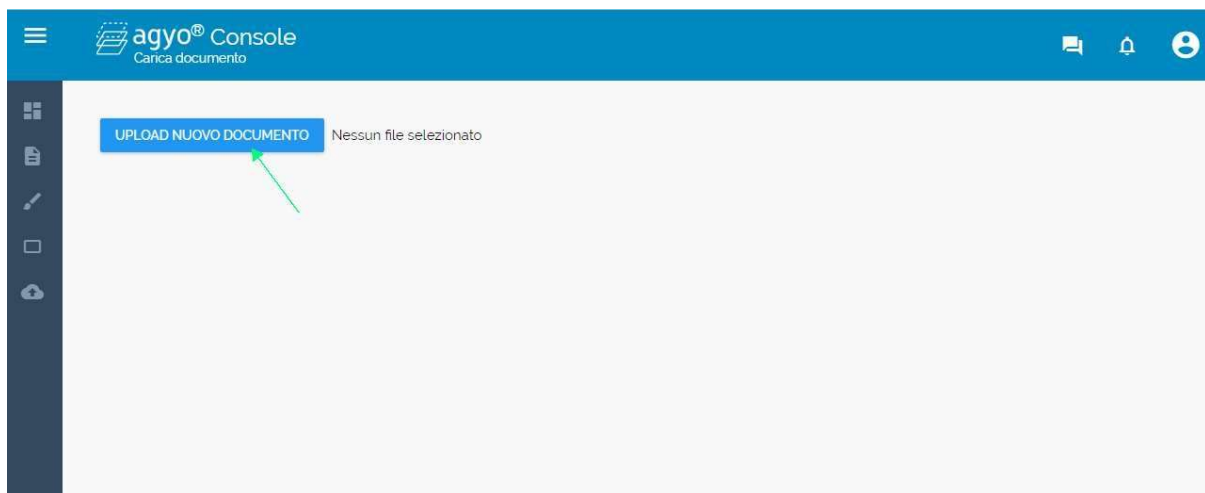 agyo® Console
Carica documento
UPLOAD NUOVO DOCUMENTO Nessun file selezionato